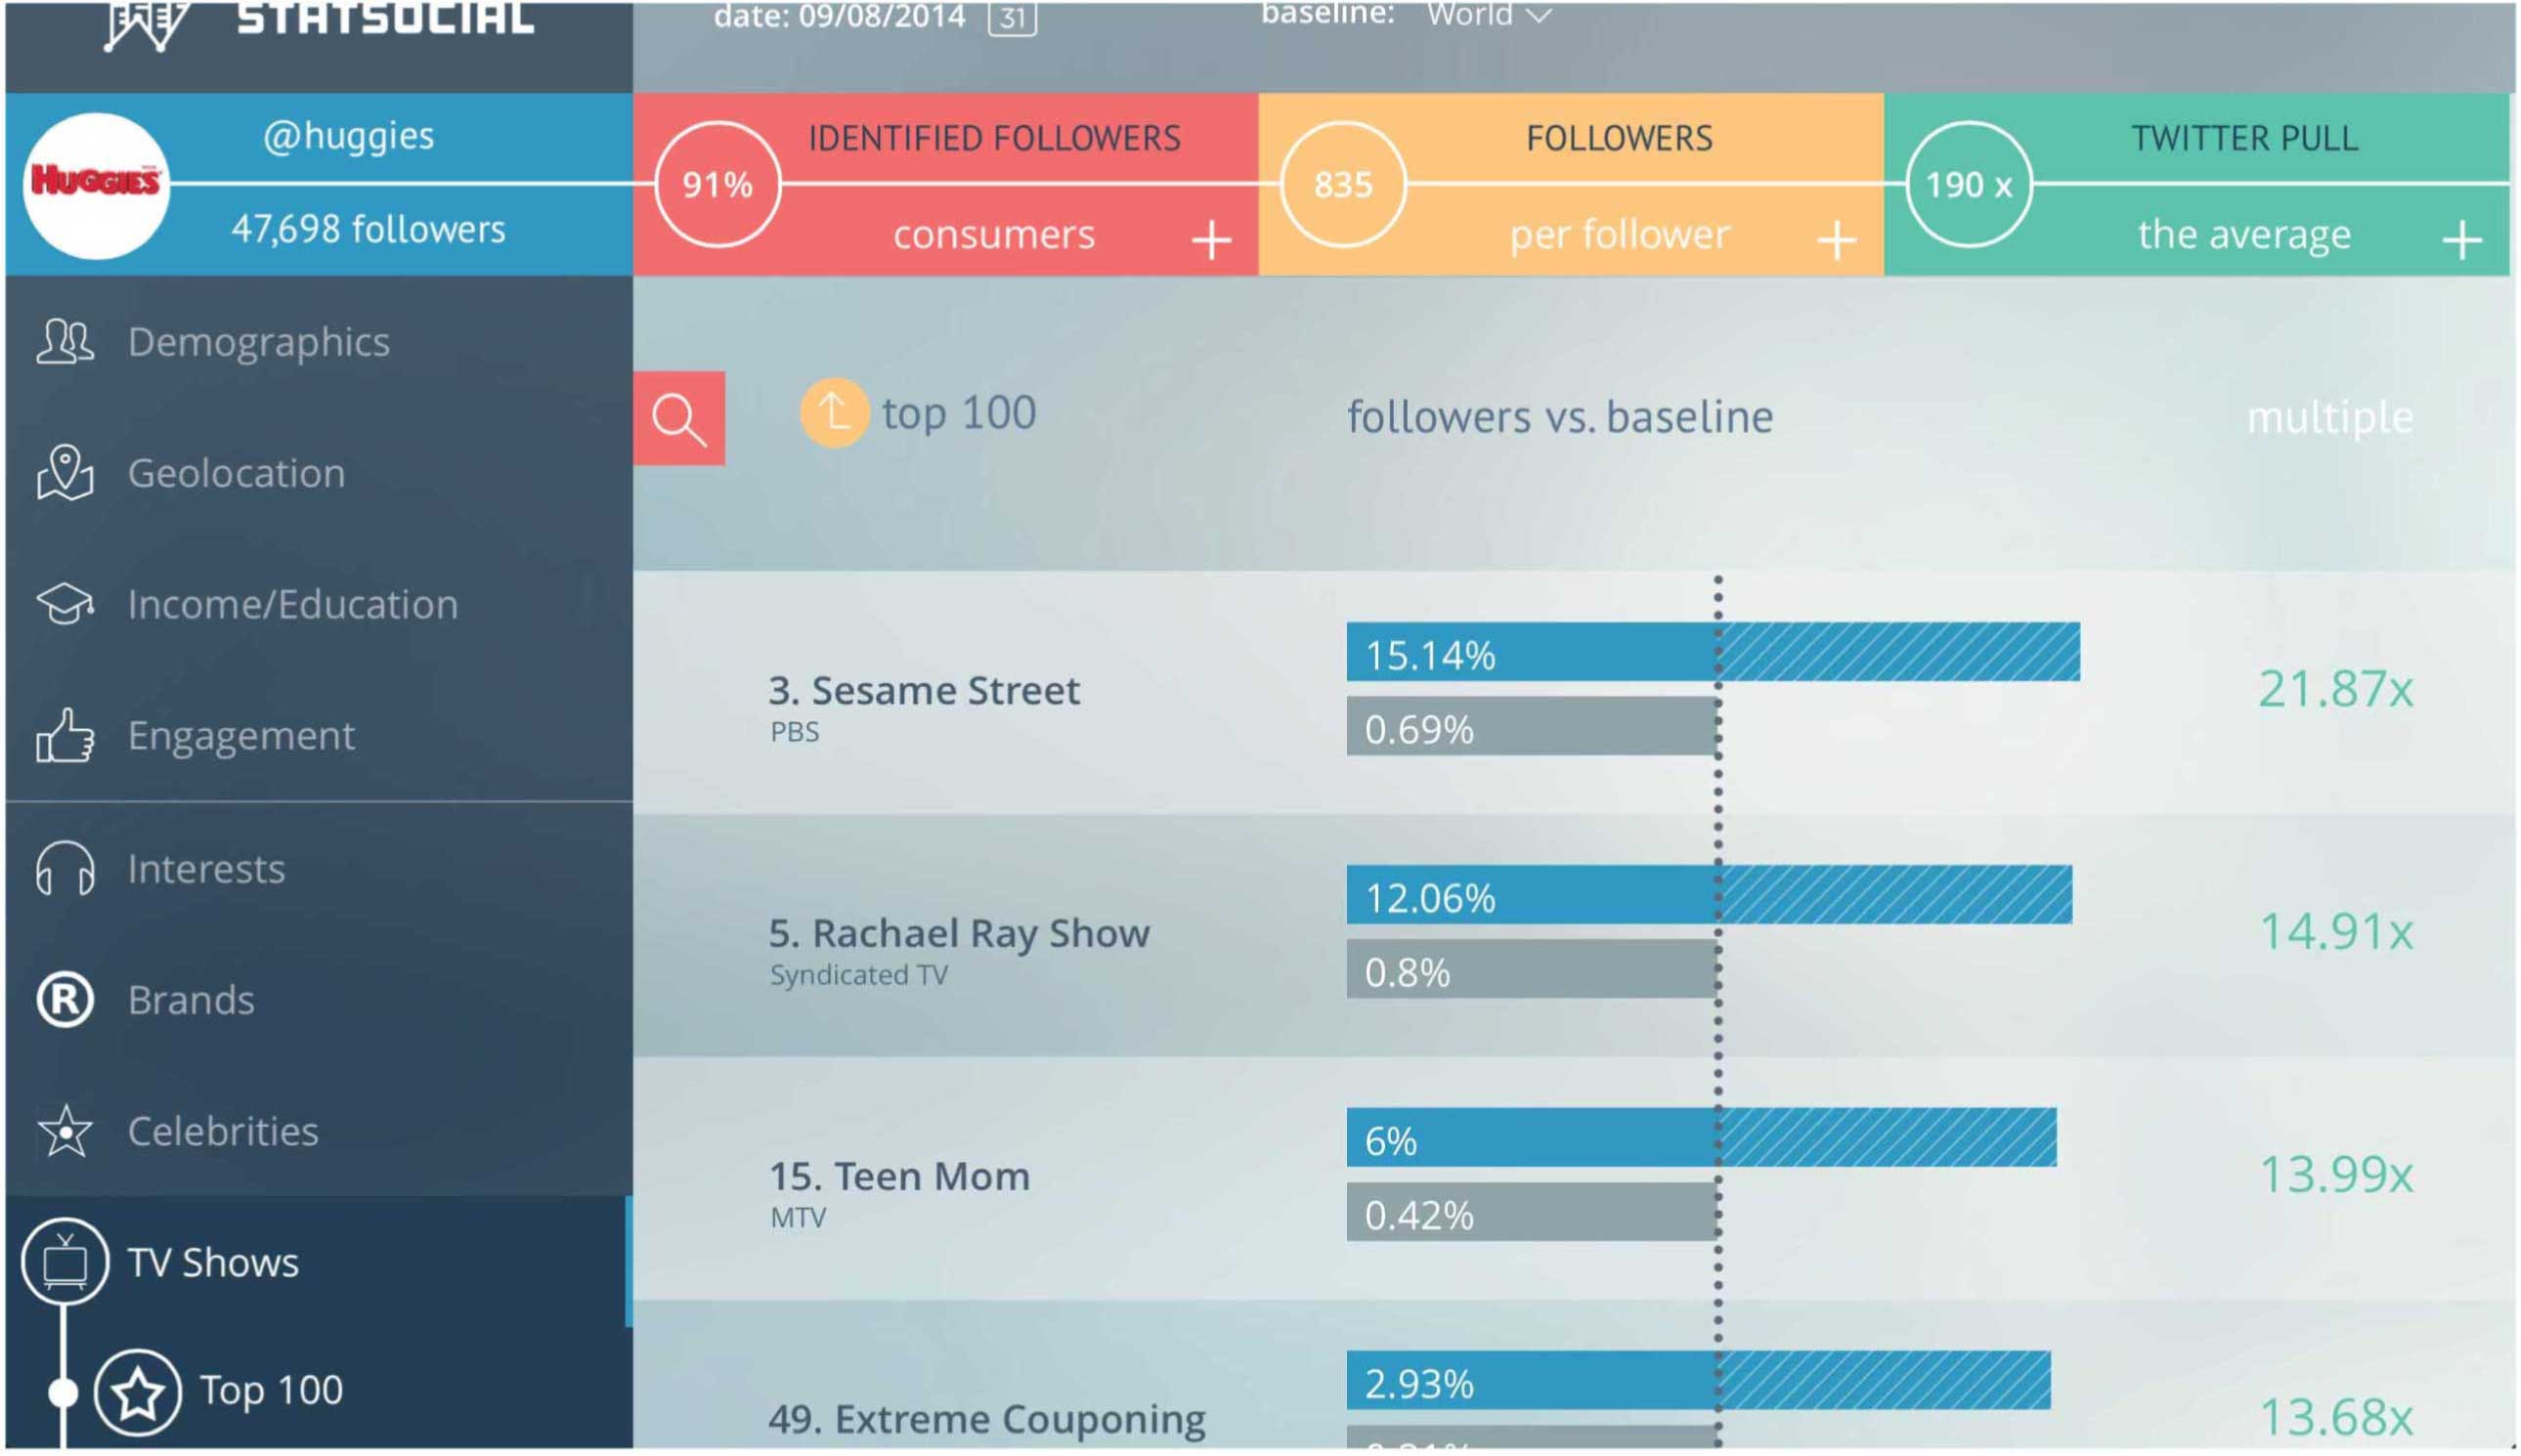 STATSOCIAL
date: 09/08/2014 31
baseline: World
HUGGIES
@huggies
47,698 followers
91%
IDENTIFIED FOLLOWERS
consumers +
835
FOLLOWERS
per follower +
190 x
TWITTER PULL
the average +
Demographics
Geolocation
Income/Education
Engagement
Interests
® Brands
Celebrities
TV Shows
Top 100
top 100
followers vs. baseline
multiple
3. Sesame Street
PBS
15.14%
0.69%
21.87x
5. Rachael Ray Show
Syndicated TV
12.06%
0.8%
14.91x
15. Teen Mom
MTV
6%
0.42%
13.99x
49. Extreme Couponing
2.93%
13.68x